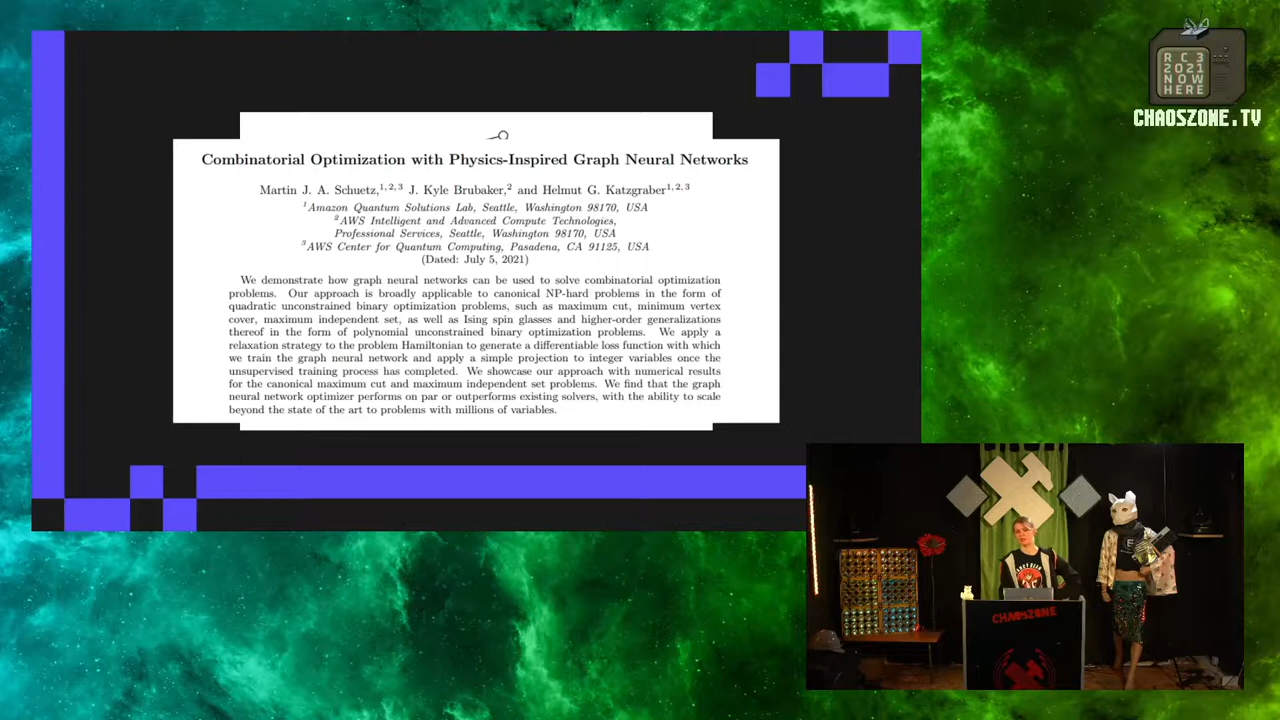 Combinatorial Optimization with Physics-Inspired Graph Neural Networks
Martin J. A. Schuetz,1, 2, 3 J. Kyle Brubaker,2 and Helmut G. Katzgraber1, 2, 3
1Amazon Quantum Solutions Lab, Seattle, Washington 98170, USA
2AWS Intelligent and Advanced Compute Technologies,
Professional Services, Seattle, Washington 98170, USA
3AWS Center for Quantum Computing, Pasadena, CA 91125, USA
(Dated: July 5, 2021)
We demonstrate how graph neural networks can be used to solve combinatorial optimization
problems. Our approach is broadly applicable to canonical NP-hard problems in the form of
quadratic unconstrained binary optimization problems, such as maximum cut, minimum vertex
cover, maximum independent set, as well as Ising spin glasses and higher-order generalizations
thereof in the form of polynomial unconstrained binary optimization problems. We apply a
relaxation strategy to the problem Hamiltonian to generate a differentiable loss function with which
we train the graph neural network and apply a simple projection to integer variables once the
unsupervised training process has completed. We showcase our approach with numerical results
for the canonical maximum cut and maximum independent set problems. We find that the graph
neural network optimizer performs on par or outperforms existing solvers, with the ability to scale
beyond the state of the art to problems with millions of variables.
RC3
2021
NOW
HERE
CHAOSZONE.TV
CHAOSZONE